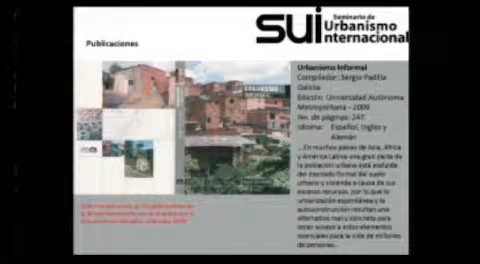 Seminario de
sui Urbanismo
nternacional
Publicaciones
Urbanismo Informal
Compilador: Sergio Padilla
Galicia
Edición: Universidad Autónoma
Metropolitana - 2009
No. de páginas: 247
Idioma: Español, Ingles y
Alemán
...En muchos países de Asia, África
y América Latina una gran parte de
la población urbana está excluida
del mercado formal del suelo
urbano y vivienda a causa de sus
escasos recursos, por lo que la
urbanización espontánea y la
autoconstrucción resultan una
alternativa real y concreta para
tener acceso a estos elementos
esenciales para la vida de millones
de personas...